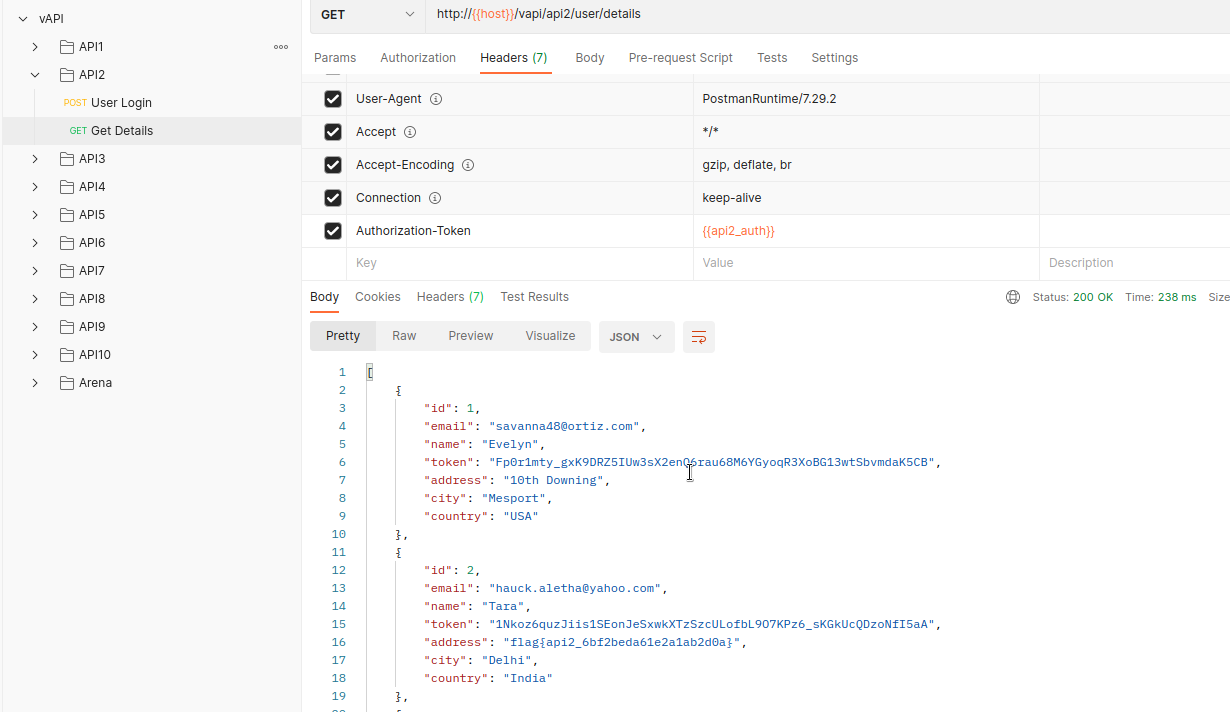 vAPI
API1
API2
POST User Login
GET Get Details
API3
API4
API5
API6
API7
API8
API9
API10
Arena
GET http://{{host}}/vapi/api2/user/details
Params Authorization Headers (7) Body Pre-request Script Tests Settings
User-Agent PostmanRuntime/7.29.2
Accept */*
Accept-Encoding gzip, deflate, br
Connection keep-alive
Authorization-Token {{api2_auth}}
Key Value Description
Body Cookies Headers (7) Test Results Status: 200 OK Time: 238 ms Size
Pretty Raw Preview Visualize JSON
1 [
2 {
3 "id": 1,
4 "email": "savanna48@ortiz.com",
5 "name": "Evelyn",
6 "token": "Fp0r1mty_gxK9DRZ5IUw3sX2enO6rau68M6YGyoqR3XoBG13wtSbvmdaK5CB",
7 "address": "10th Downing",
8 "city": "Mesport",
9 "country": "USA"
10 },
11 {
12 "id": 2,
13 "email": "hauck.aletha@yahoo.com",
14 "name": "Tara",
15 "token": "1Nkoz6quzJiis1SEonJeSxwkXTzSzcULofbL9O7KPz6_sKGkUcQDzoNfI5aA",
16 "address": "flag{api2_6bf2beda61e2a1ab2d0a}",
17 "city": "Delhi",
18 "country": "India"
19 },